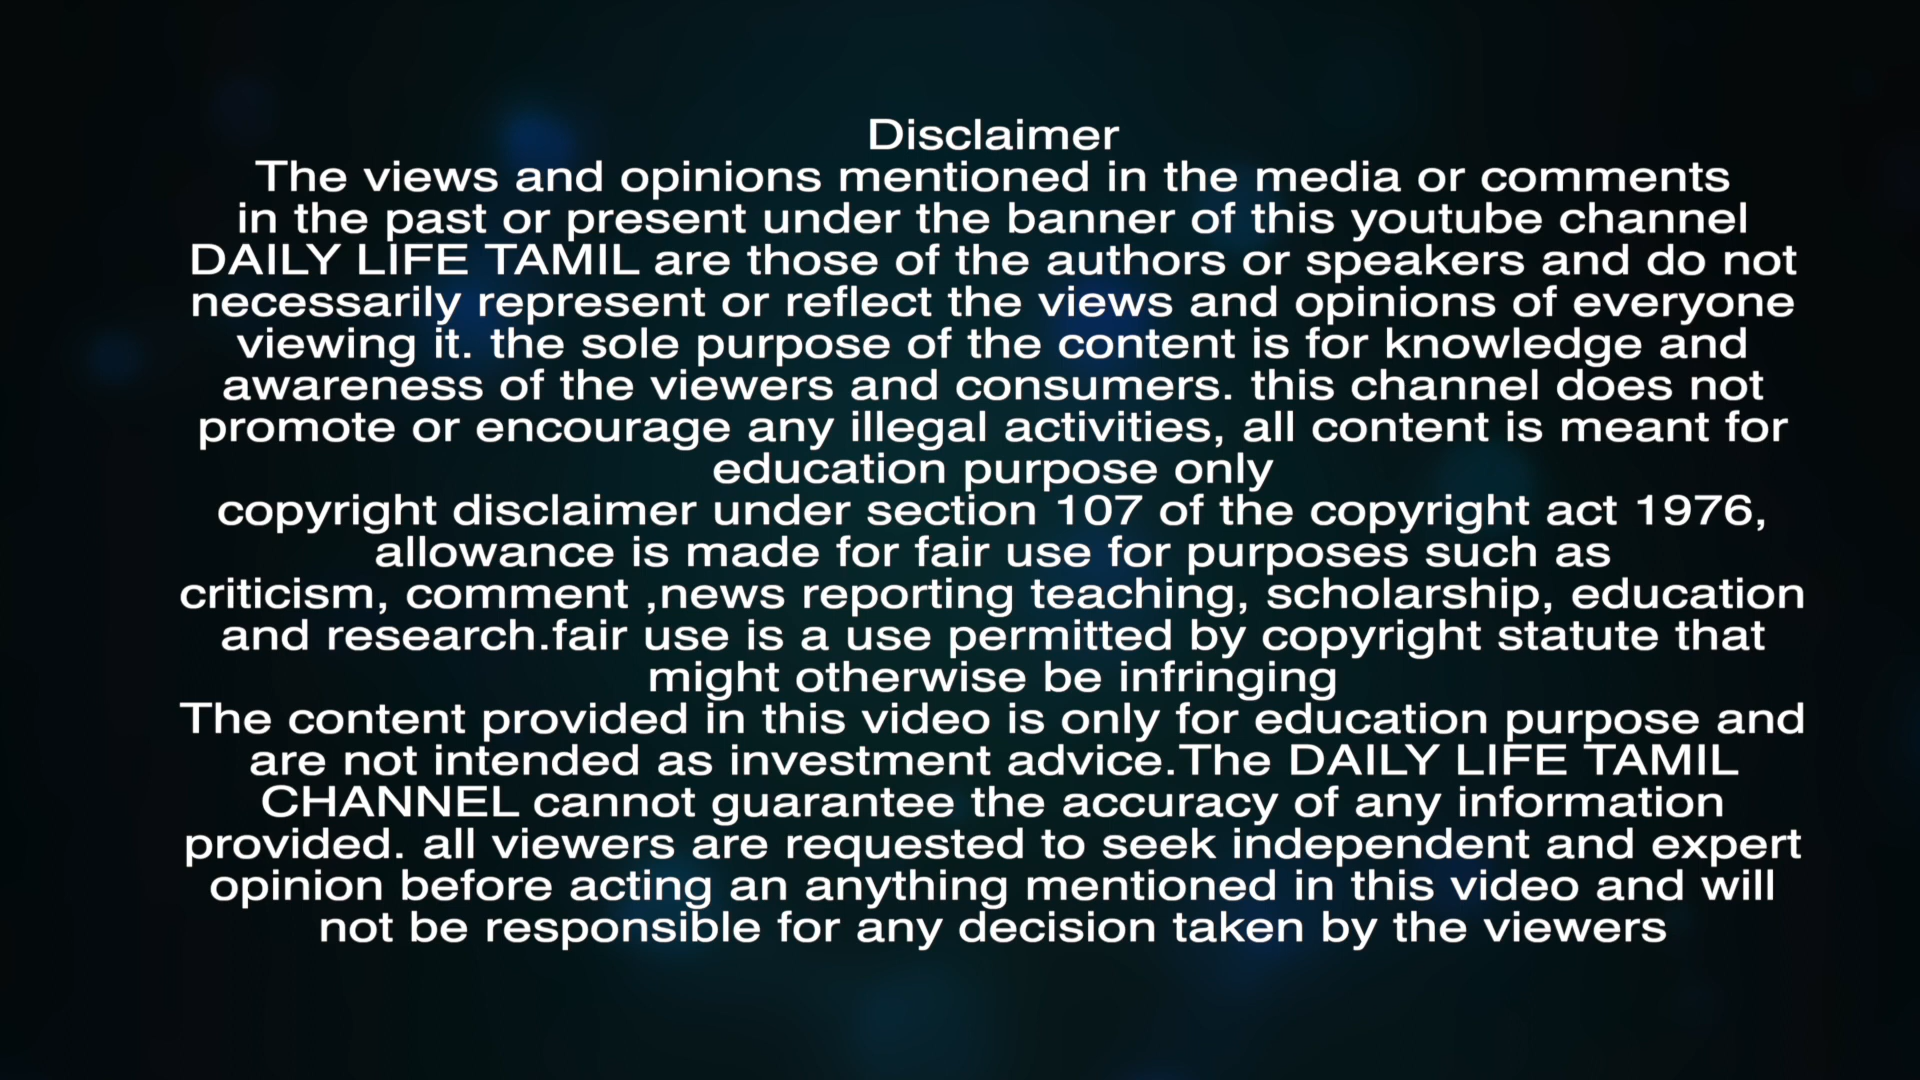 Disclaimer
The views and opinions mentioned in the media or comments
in the past or present under the banner of this youtube channel
DAILY LIFE TAMIL are those of the authors or speakers and do not
necessarily represent or reflect the views and opinions of everyone
viewing it. the sole purpose of the content is for knowledge and
awareness of the viewers and consumers. this channel does not
promote or encourage any illegal activities, all content is meant for
education purpose only
copyright disclaimer under section 107 of the copyright act 1976,
allowance is made for fair use for purposes such as
criticism, comment ,news reporting teaching, scholarship, education
and research.fair use is a use permitted by copyright statute that
might otherwise be infringing
The content provided in this video is only for education purpose and
are not intended as investment advice.The DAILY LIFE TAMIL
CHANNEL cannot guarantee the accuracy of any information
provided. all viewers are requested to seek independent and expert
opinion before acting an anything mentioned in this video and will
not be responsible for any decision taken by the viewers